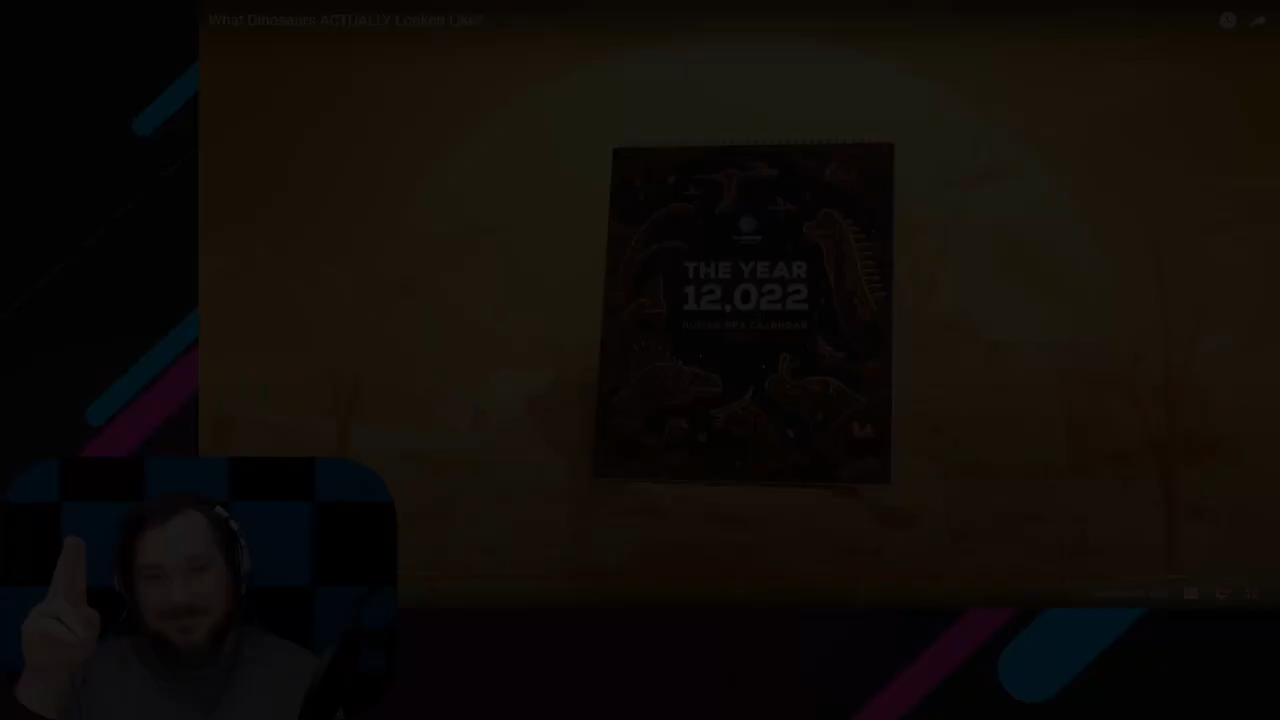 What Dinosaurs ACTUALLY Looked Like?
THE YEAR
12,022
HUMAN ERA CALENDAR